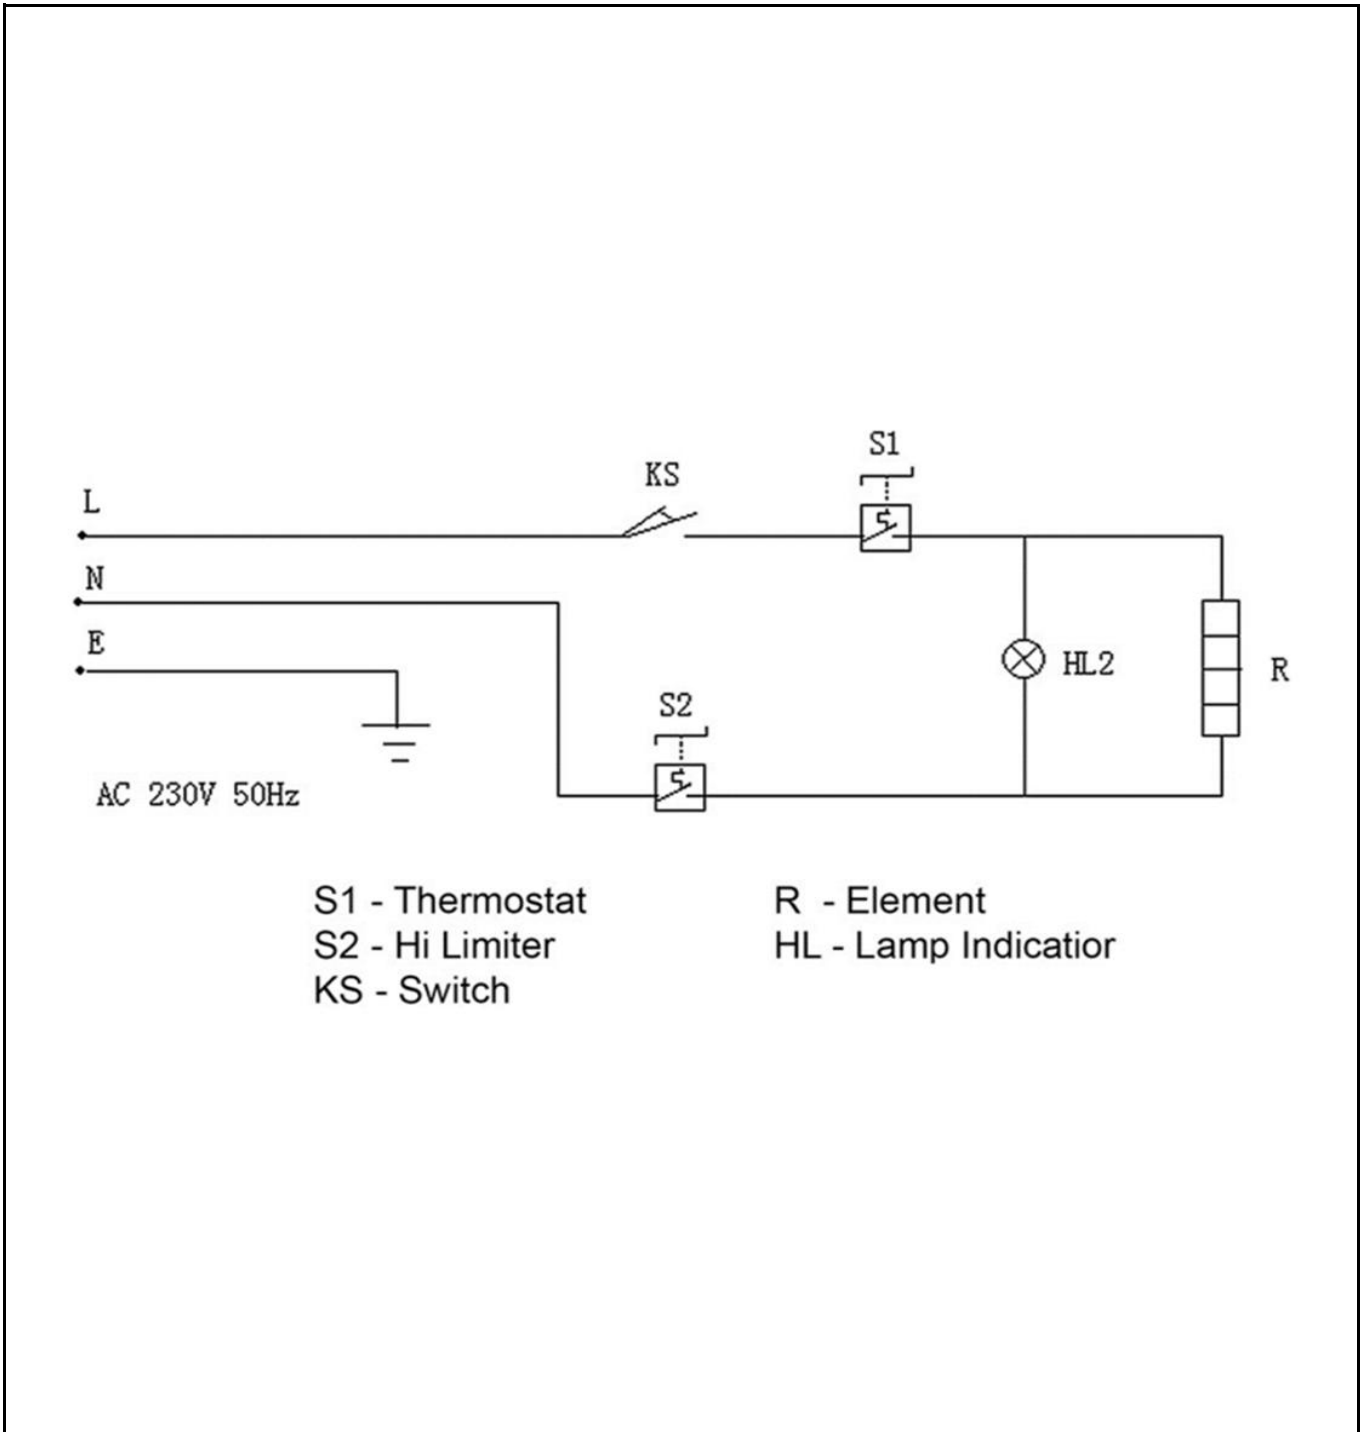 S1
KS
L
N
E
HL2
R
S2
AC 230V 50Hz
S1 - Thermostat
R - Element
S2 - Hi Limiter
HL - Lamp Indicatior
KS - Switch